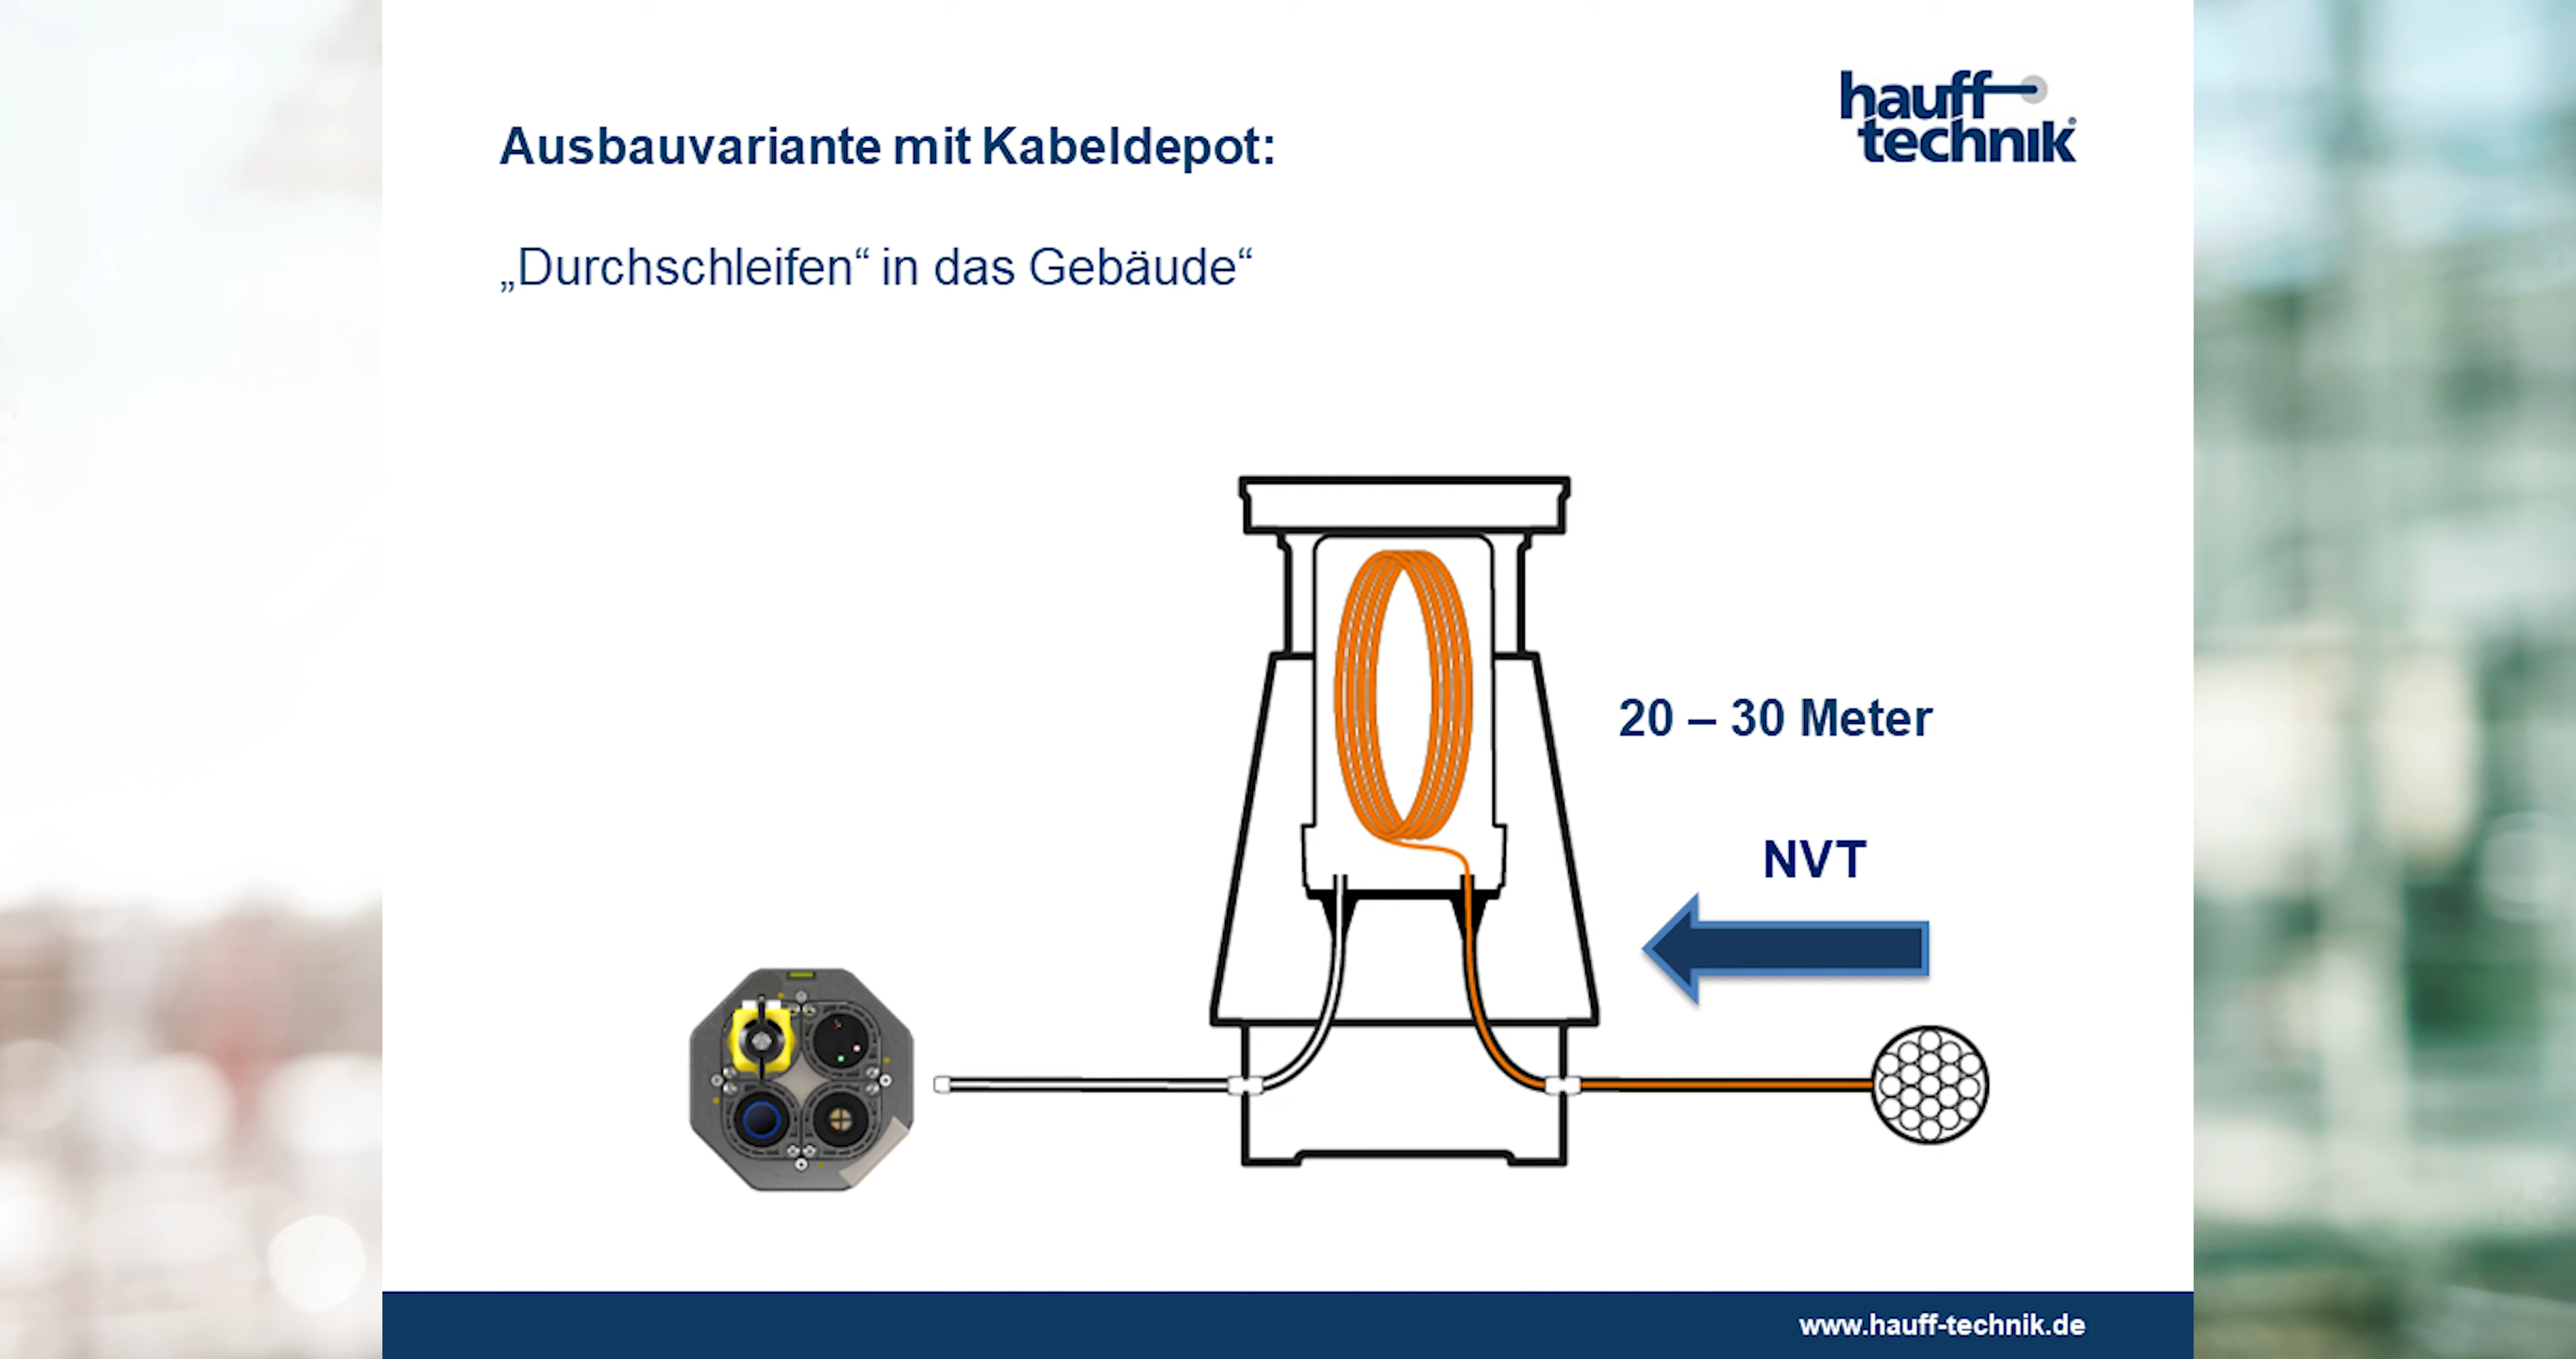 hauff
technik®
Ausbauvariante mit Kabeldepot:
„Durchschleifen“ in das Gebäude“
20 – 30 Meter
NVT
www.hauff-technik.de